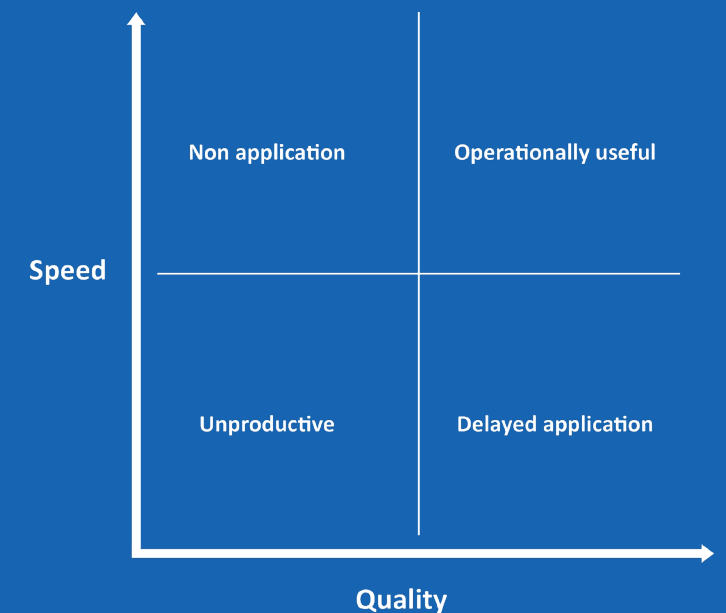 Non application
Operationally useful
Speed
Unproductive
Delayed application
Quality